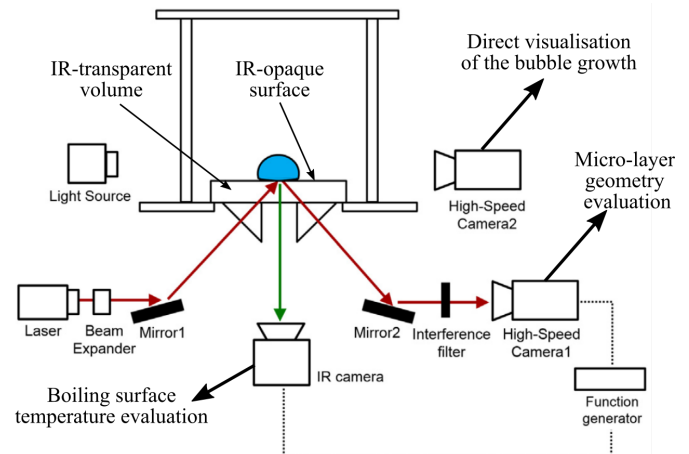 Direct visualisation
of the bubble growth
IR-transparent
volume
IR-opaque
surface
Micro-layer
geometry
evaluation
Light Source
High-Speed
Camera2
Laser
Beam
Expander
Mirror1
Mirror2
Interference
filter
High-Speed
Camera1
IR camera
Boiling surface
temperature evaluation
Function
generator